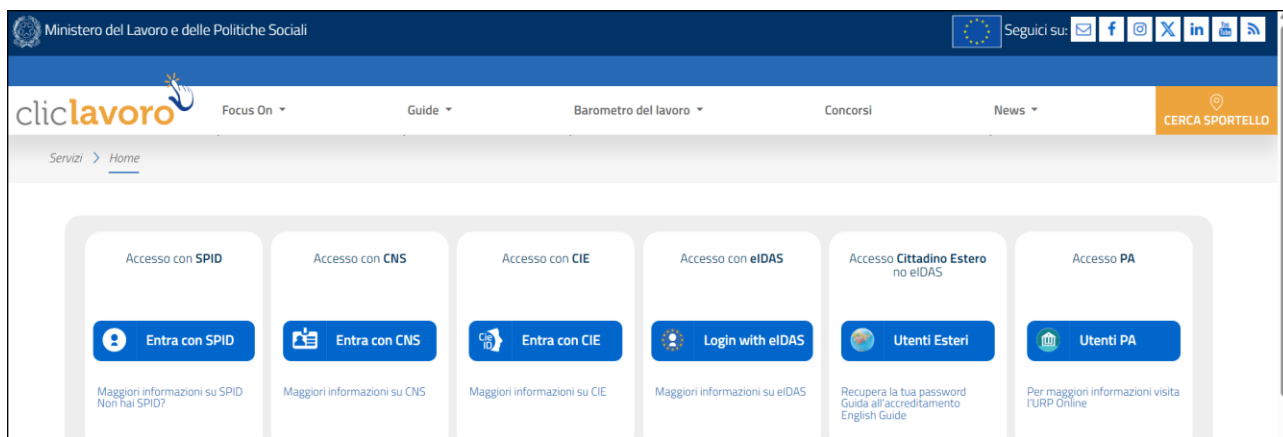 Ministero del Lavoro e delle Politiche Sociali
Seguici su:
cliclavoro
Focus On
Guide
Barometro del lavoro
Concorsi
News
CERCA SPORTELLO
Servizi > Home
Accesso con SPID
Entra con SPID
Maggiori informazioni su SPID
Non hai SPID?
Accesso con CNS
Entra con CNS
Maggiori informazioni su CNS
Accesso con CIE
Entra con CIE
Maggiori informazioni su CIE
Accesso con eIDAS
Login with eIDAS
Maggiori informazioni su eIDAS
Accesso Cittadino Estero
no eIDAS
Utenti Esteri
Recupera la tua password
Guida all'accreditamento
English Guide
Accesso PA
Utenti PA
Per maggiori informazioni visita
l'URP Online